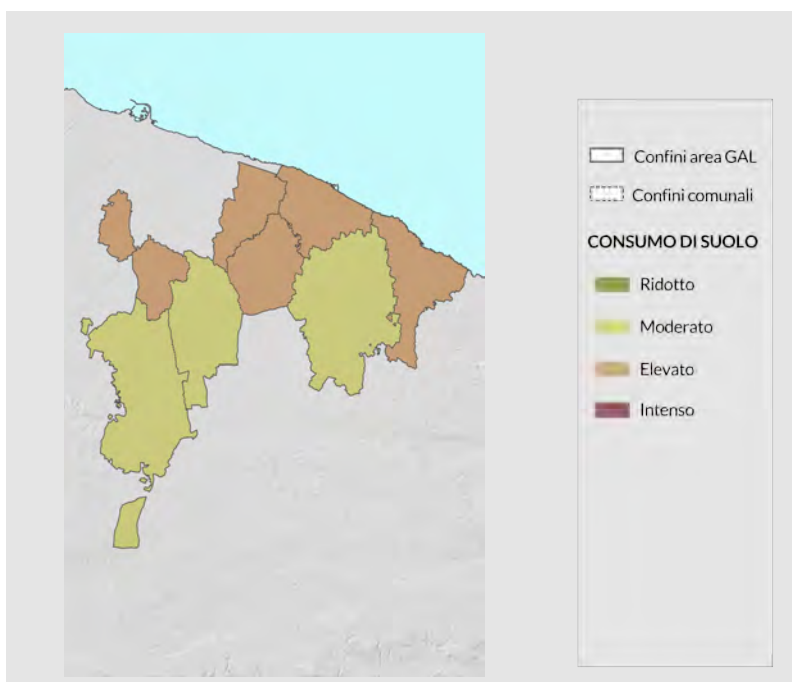 Confini area GAL
Confini comunali
CONSUMO DI SUOLO
Ridotto
Moderato
Elevato
Intenso